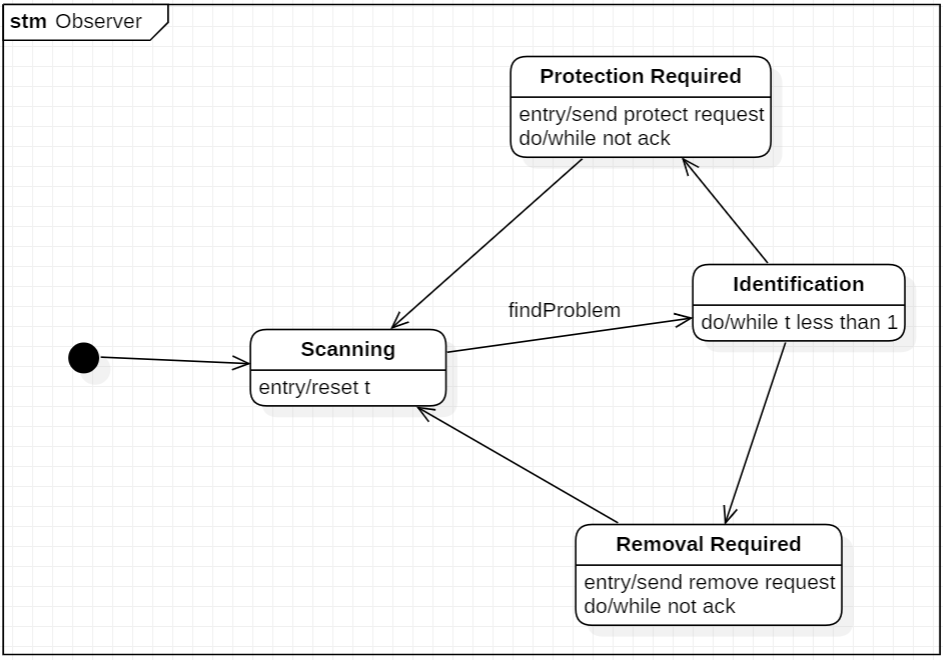 stm Observer
Protection Required
entry/send protect request
do/while not ack
Identification
do/while t less than 1
findProblem
Scanning
entry/reset t
Removal Required
entry/send remove request
do/while not ack